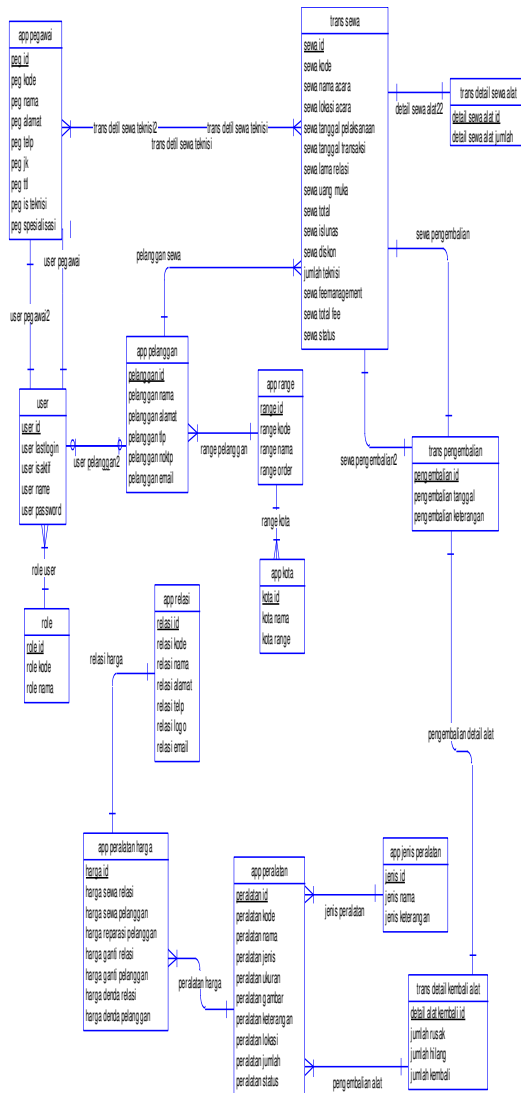 app pegawai
peg id
peg kode
peg nama
peg alamat
peg telp
peg jk
peg ttl
peg is teknisi
peg spesialisasi
trans sewa
sewa id
sewa kode
sewa nama acara
sewa lokasi acara
sewa tanggal pelaksanaan
sewa tanggal transaksi
sewa lama relasi
sewa uang muka
sewa total
sewa islunas
sewa diskon
jumlah teknisi
sewa feemanagement
sewa total fee
sewa status
trans detail sewa alat
detail sewa alat id
detail sewa alat jumlah
detail sewa alat22
trans detil sewa teknisi2
trans detil sewa teknisi
trans detil sewa teknisi
user pegawai
user pegawai2
pelanggan sewa
sewa pengembalian
app pelanggan
pelanggan id
pelanggan nama
pelanggan alamat
pelanggan tlp
pelanggan noktp
pelanggan email
app range
range id
range kode
range nama
range order
user
user id
user lastlogin
user isaktif
user name
user password
user pelanggan2
range pelanggan
sewa pengembalian2
trans pengembalian
pengembalian id
pengembalian tanggal
pengembalian keterangan
range kota
app kota
kota id
kota nama
kota range
role user
role
role id
role kode
role nama
app relasi
relasi id
relasi kode
relasi nama
relasi alamat
relasi telp
relasi logo
relasi email
relasi harga
pengembalian detail alat
app peralatan harga
harga id
harga sewa relasi
harga sewa pelanggan
harga reparasi pelanggan
harga ganti relasi
harga ganti pelanggan
harga denda relasi
harga denda pelanggan
peralatan harga
app peralatan
peralatan id
peralatan kode
peralatan nama
peralatan jenis
peralatan ukuran
peralatan gambar
peralatan keterangan
peralatan lokasi
peralatan jumlah
peralatan status
app jenis peralatan
jenis id
jenis nama
jenis keterangan
jenis peralatan
trans detail kembali alat
detail alat kembali id
jumlah rusak
jumlah hilang
jumlah kembali
pengembalian alat